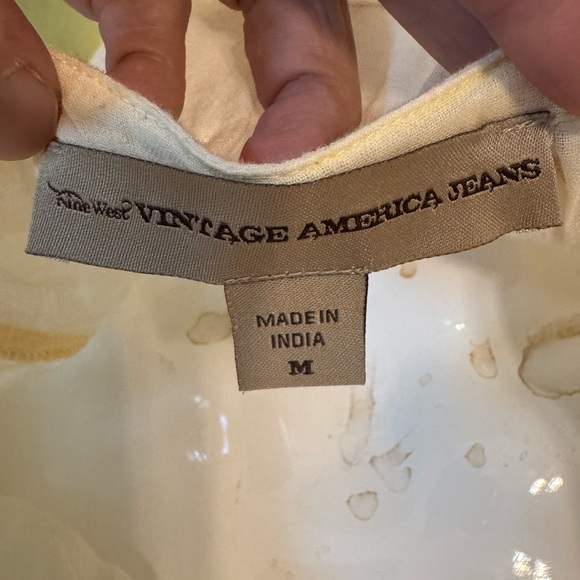 Nine West VINTAGE AMERICA JEANS
MADE IN
INDIA
M